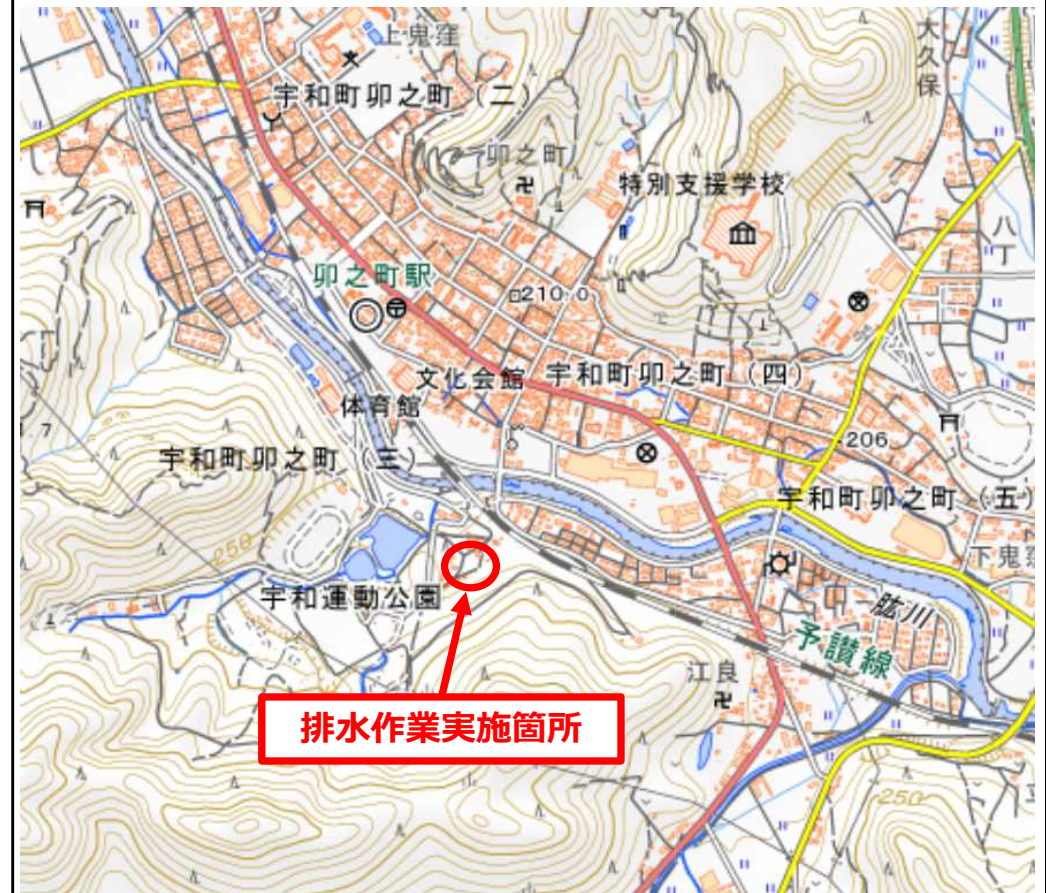 上鬼窪
大久保
宇和町卯之町(二)
卯之町
特別支援学校
八丁
卯之町駅
210.0
文化会館
宇和町卯之町(四)
体育館
206
7
宇和町卯之町(三)
宇和町卯之町(五)
250
下鬼窪
宇和運動公園
肱川
予讃線
江良
排水作業実施箇所
250